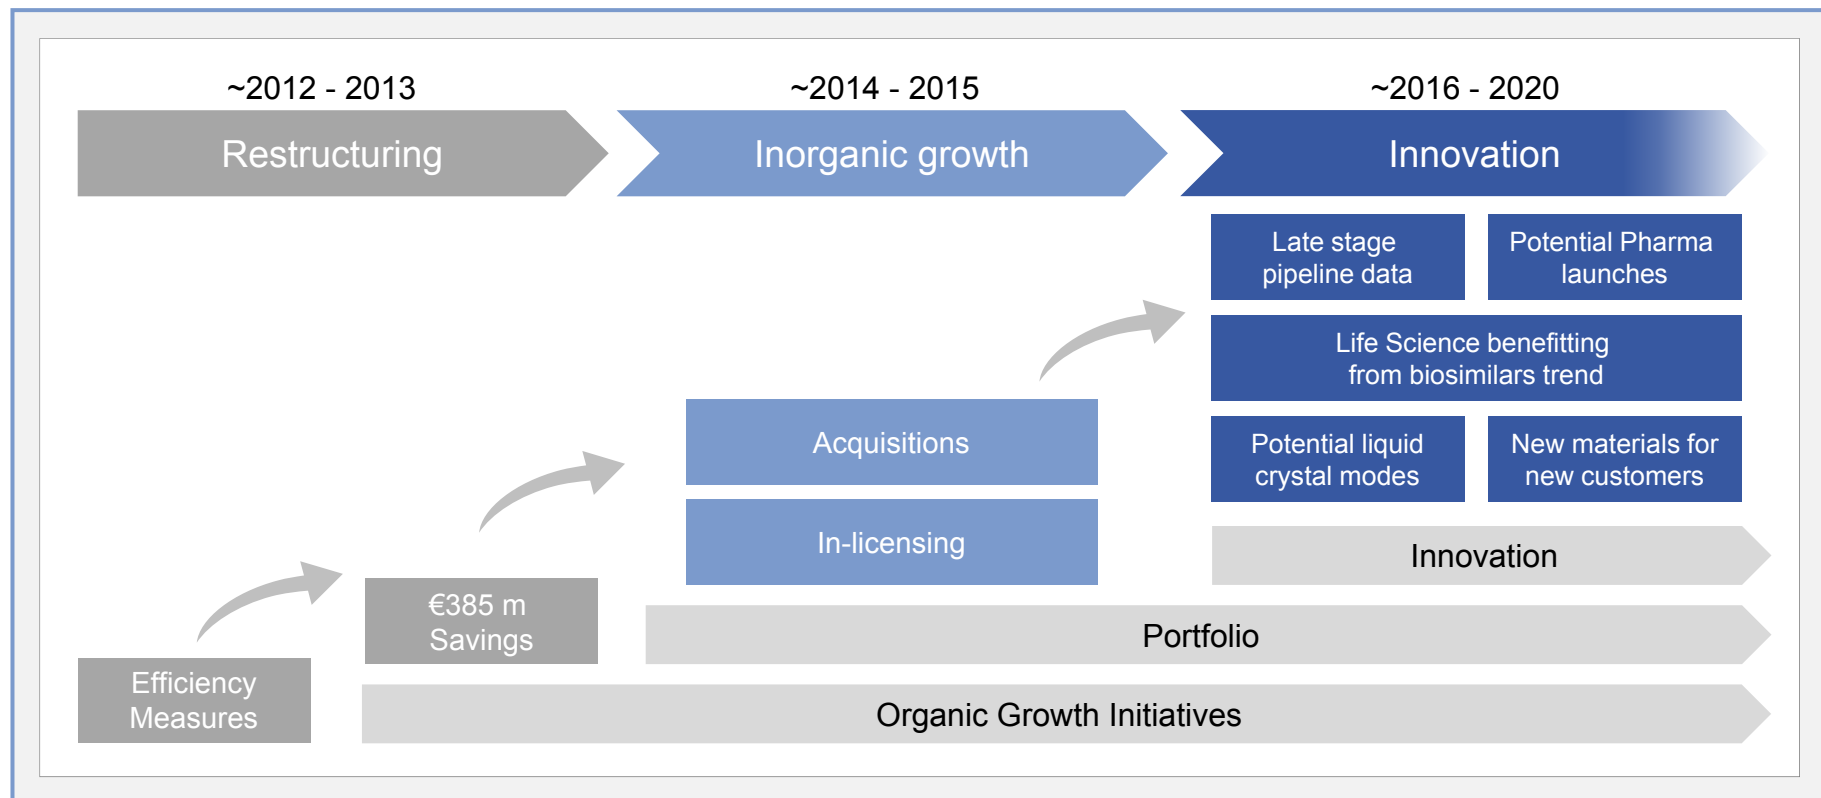 ~2012 - 2013
~2014 - 2015
~2016 - 2020
Restructuring
Inorganic growth
Innovation
Late stage
pipeline data
Potential Pharma
launches
Life Science benefitting
from biosimilars trend
Acquisitions
Potential liquid
crystal modes
New materials for
new customers
In-licensing
Innovation
€385 m
Savings
Portfolio
Efficiency
Measures
Organic Growth Initiatives